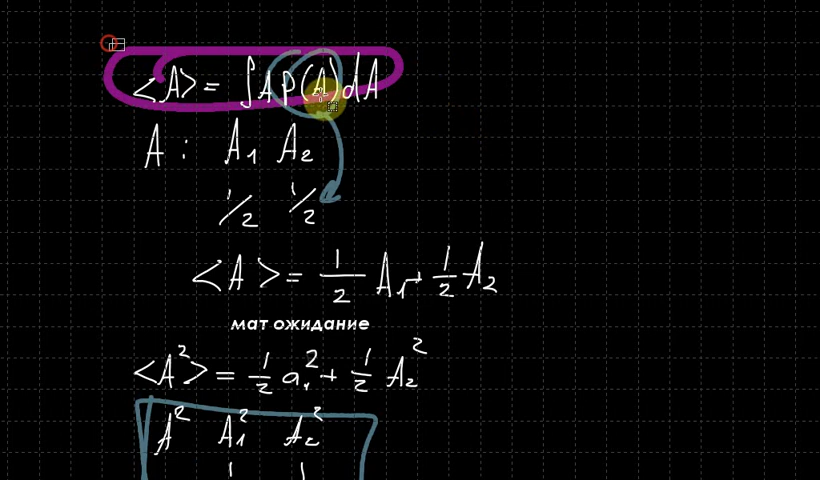 <A> = ∫A P(A) dA
A : A₁ A₂
1/2 1/2
<A> = 1/2 A₁ + 1/2 A₂
мат ожидание
<A²> = 1/2 a₁² + 1/2 A₂²
A² A₁² A₂²